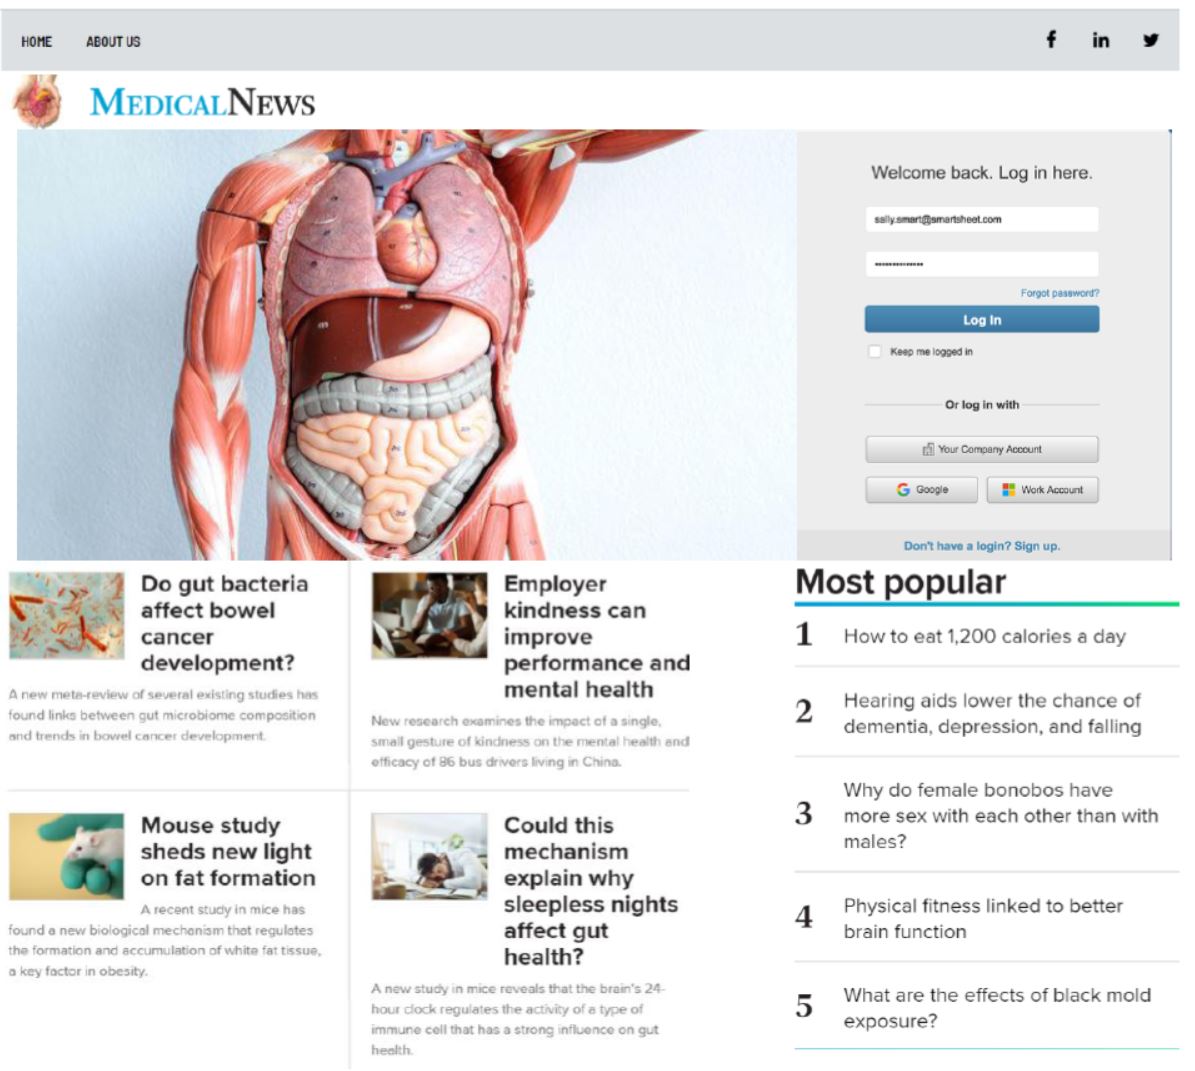 HOME ABOUT US
MEDICALNEWS
Welcome back. Log in here.
sally.smart@smartsheet.com
Forgot password?
Log In
Keep me logged in
Or log in with
Your Company Account
Google Work Account
Don't have a login? Sign up.
Do gut bacteria
affect bowel
cancer
development?
A new meta-review of several existing studies has
found links between gut microbiome composition
and trends in bowel cancer development.
Employer
kindness can
improve
performance and
mental health
New research examines the impact of a single,
small gesture of kindness on the mental health and
efficacy of 86 bus drivers living in China.
Mouse study
sheds new light
on fat formation
A recent study in mice has
found a new biological mechanism that regulates
the formation and accumulation of white fat tissue,
a key factor in obesity.
Could this
mechanism
explain why
sleepless nights
affect gut
health?
A new study in mice reveals that the brain's 24-
hour clock regulates the activity of a type of
immune cell that has a strong influence on gut
health.
Most popular
1 How to eat 1,200 calories a day
2 Hearing aids lower the chance of
dementia, depression, and falling
3 Why do female bonobos have
more sex with each other than with
males?
4 Physical fitness linked to better
brain function
5 What are the effects of black mold
exposure?